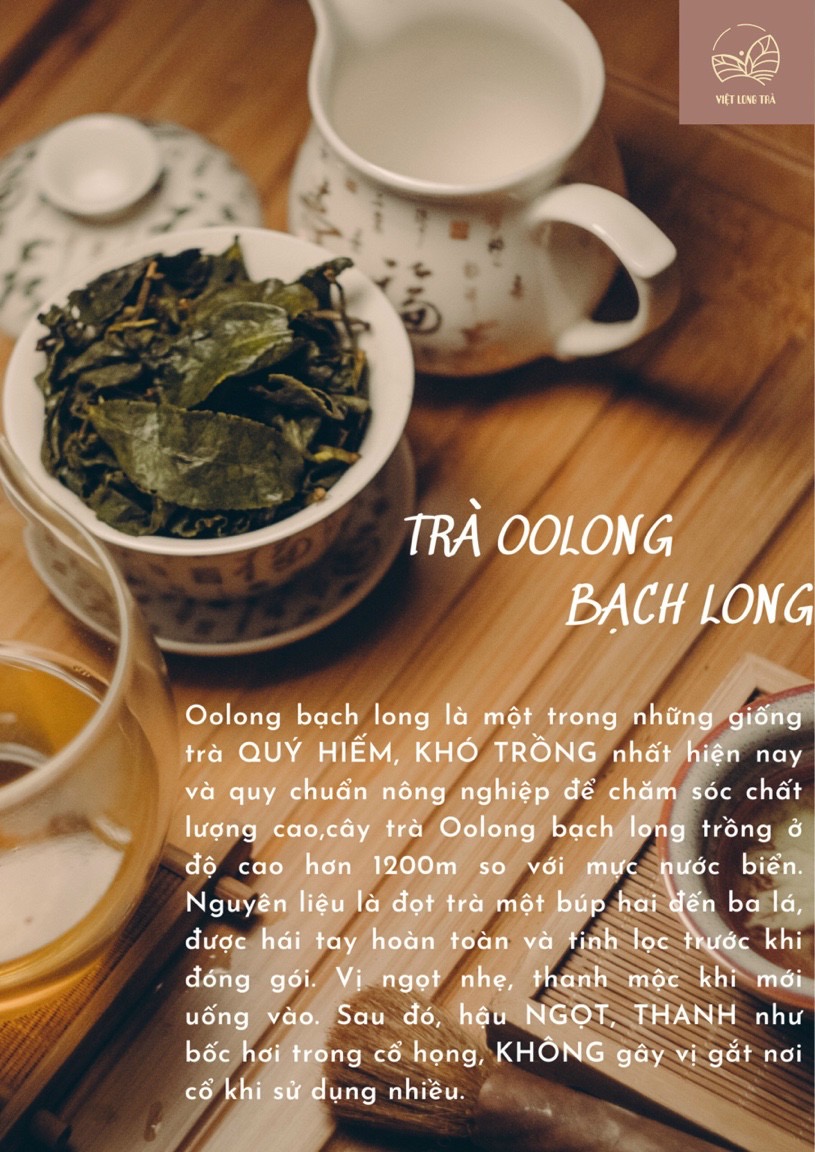 VIỆT LONG TRÀ
TRÀ OOLONG
BẠCH LONG
Oolong bạch long là một trong những giống
trà QUÝ HIẾM, KHÓ TRỒNG nhất hiện nay
và quy chuẩn nông nghiệp để chăm sóc chất
lượng cao,cây trà Oolong bạch long trồng ở
độ cao hơn 1200m so với mực nước biển.
Nguyên liệu là đọt trà một búp hai đến ba lá,
được hái tay hoàn toàn và tinh lọc trước khi
đóng gói. Vị ngọt nhẹ, thanh mộc khi mới
uống vào. Sau đó, hậu NGỌT, THANH như
bốc hơi trong cổ họng, KHÔNG gây vị gắt nơi
cổ khi sử dụng nhiều.